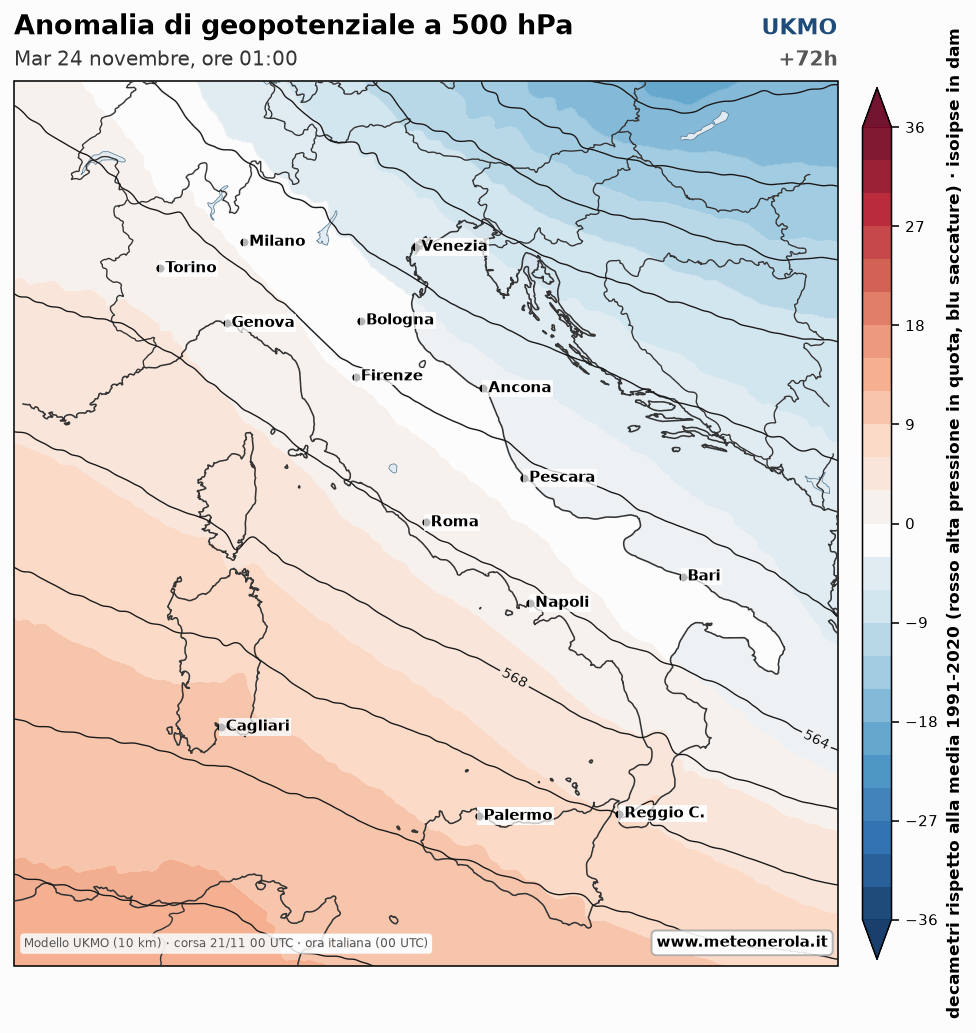 Anomalia di geopotenziale a 500 hPa
UKMO
Mar 24 novembre, ore 01:00
+72h
Milano
Venezia
Torino
Genova
Bologna
Firenze
Ancona
Pescara
Roma
Bari
Napoli
568
564
Cagliari
Palermo
Reggio C.
Modello UKMO (10 km) · corsa 21/11 00 UTC · ora italiana (00 UTC)
www.meteonerola.it
36
27
18
9
0
−9
−18
−27
−36
decametri rispetto alla media 1991-2020 (rosso alta pressione in quota, blu saccature) · isoipse in dam